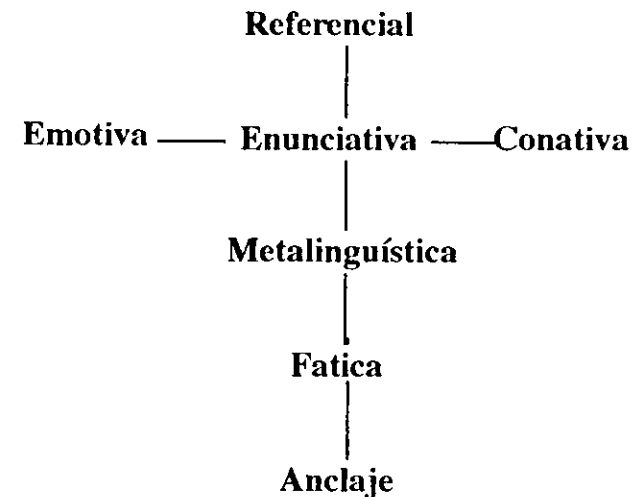 Referencial
Emotiva Enunciativa Conativa
Metalinguística
Fatica
Anclaje